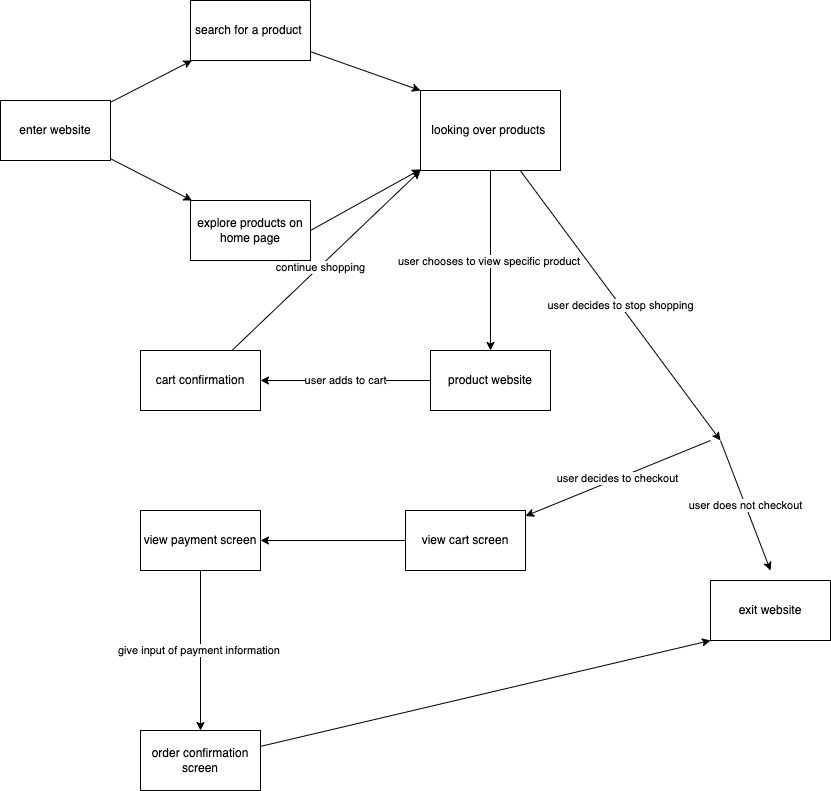 search for a product
enter website
looking over products
explore products on
home page
continue shopping
user chooses to view specific product
user decides to stop shopping
cart confirmation
user adds to cart
product website
user decides to checkout
user does not checkout
view payment screen
view cart screen
exit website
give input of payment information
order confirmation
screen